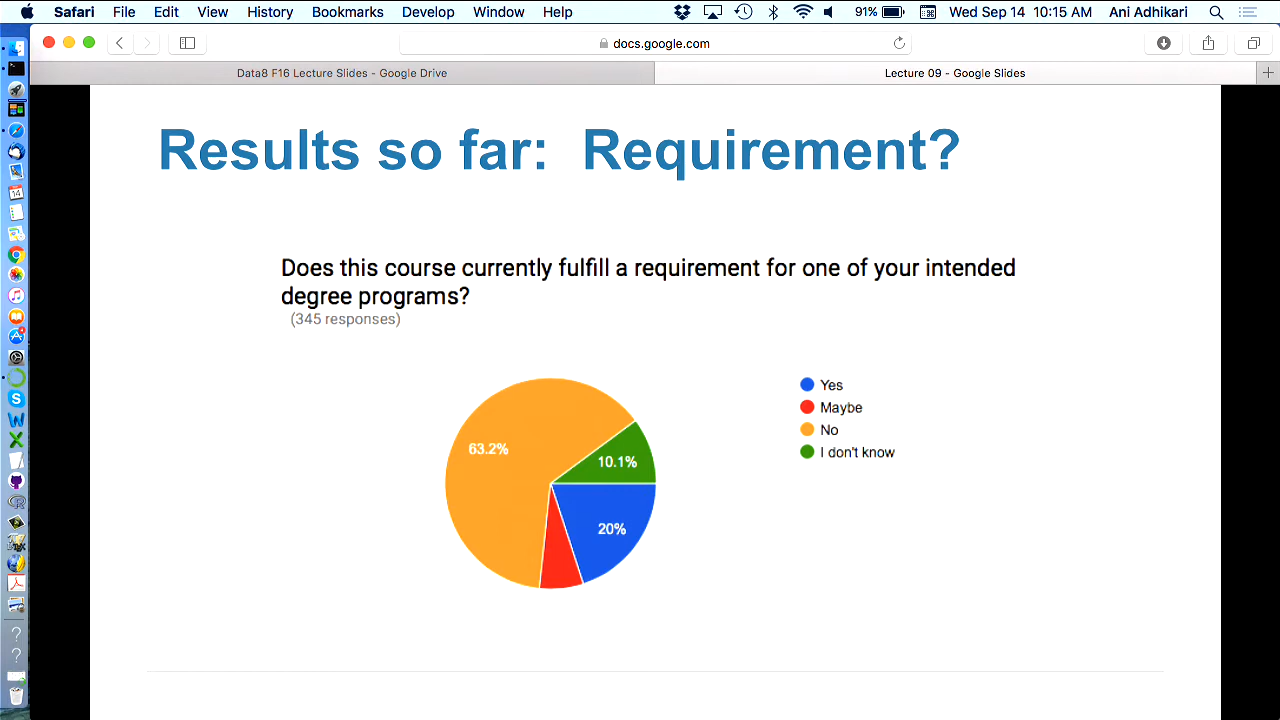 Safari File Edit View History Bookmarks Develop Window Help 91% Wed Sep 14 10:15 AM Ani Adhikari
docs.google.com
Data8 F16 Lecture Slides - Google Drive
Lecture 09 - Google Slides
Results so far: Requirement?
Does this course currently fulfill a requirement for one of your intended
degree programs?
(345 responses)
63.2%
10.1%
20%
Yes
Maybe
No
I don't know